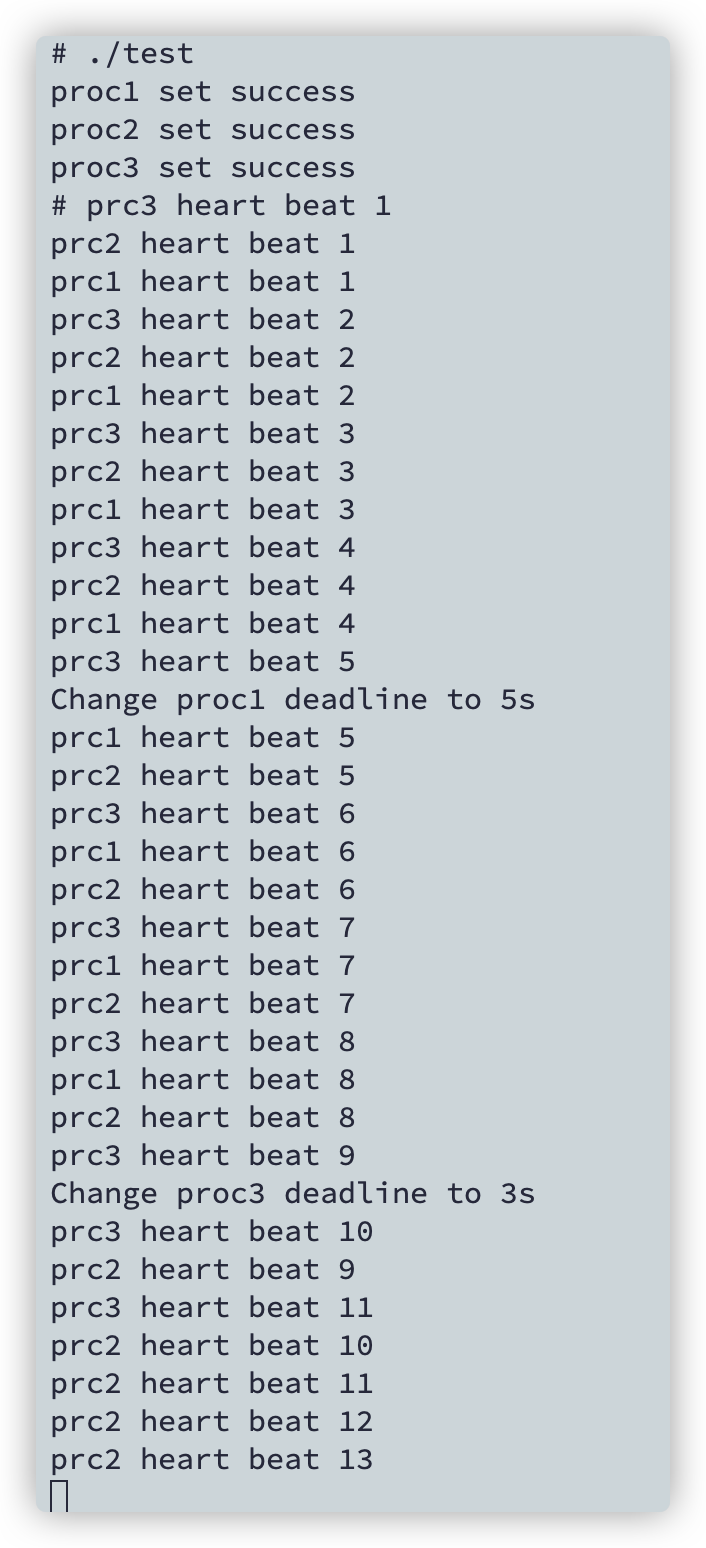 # ./test
proc1 set success
proc2 set success
proc3 set success
# prc3 heart beat 1
prc2 heart beat 1
prc1 heart beat 1
prc3 heart beat 2
prc2 heart beat 2
prc1 heart beat 2
prc3 heart beat 3
prc2 heart beat 3
prc1 heart beat 3
prc3 heart beat 4
prc2 heart beat 4
prc1 heart beat 4
prc3 heart beat 5
Change proc1 deadline to 5s
prc1 heart beat 5
prc2 heart beat 5
prc3 heart beat 6
prc1 heart beat 6
prc2 heart beat 6
prc3 heart beat 7
prc1 heart beat 7
prc2 heart beat 7
prc3 heart beat 8
prc1 heart beat 8
prc2 heart beat 8
prc3 heart beat 9
Change proc3 deadline to 3s
prc3 heart beat 10
prc2 heart beat 9
prc3 heart beat 11
prc2 heart beat 10
prc2 heart beat 11
prc2 heart beat 12
prc2 heart beat 13